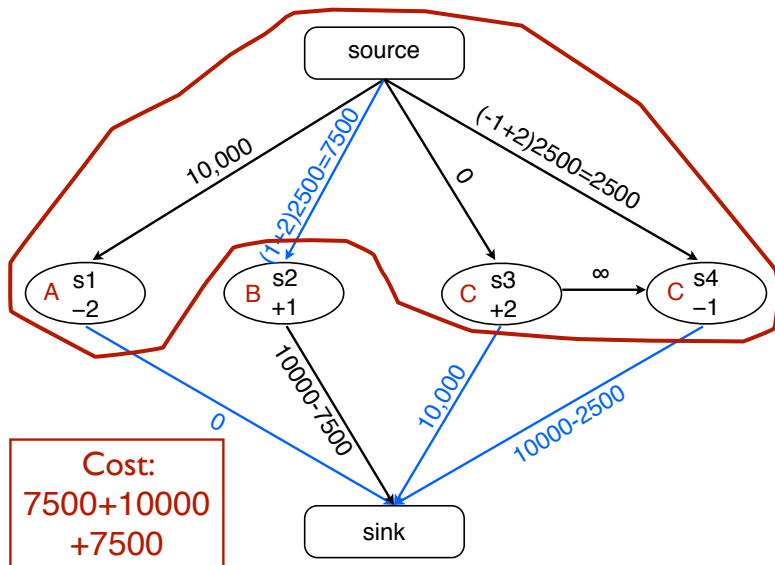 source
10,000
(1+2)2500=7500
0
(-1+2)2500=2500
A
s1
−2
B
s2
+1
C
s3
+2
∞
C
s4
−1
0
10000-7500
10,000
10000-2500
Cost:
7500+10000
+7500
sink